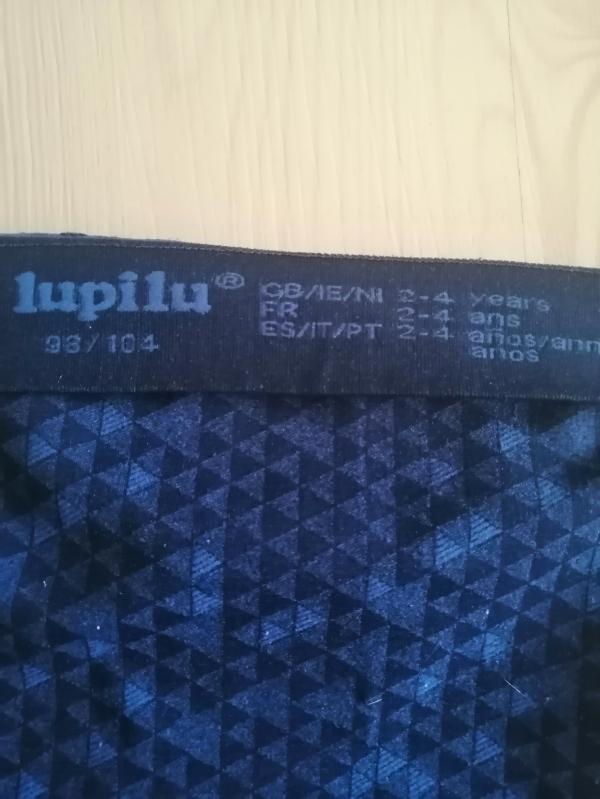 lupilu®
98/104
GB/IE/NI 2-4 years
FR 2-4 ans
ES/IT/PT 2-4 años/ann
anos